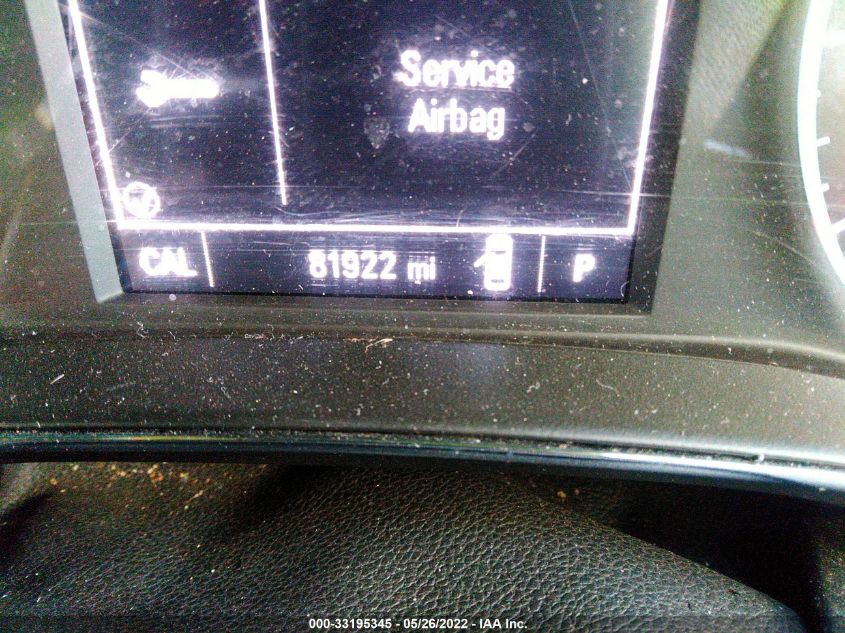 Service
Airbag
CAL
81922 mi
P
000-33195345 - 05/26/2022 - IAA Inc.